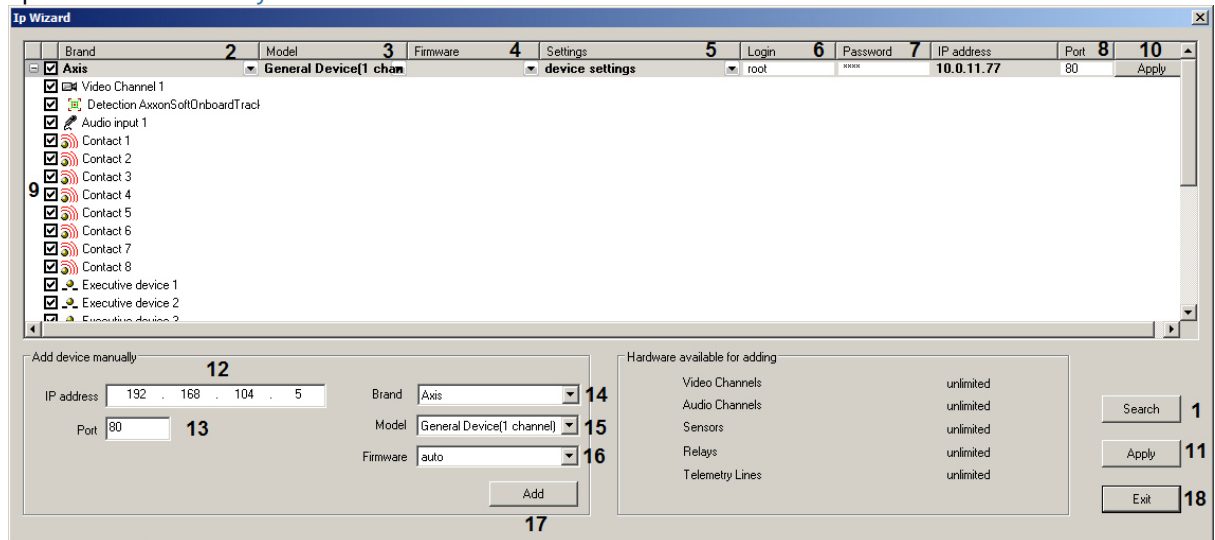 Ip Wizard
Brand 2 Model 3 Firmware 4 Settings 5 Login 6 Password 7 IP address Port 8 10
Axis General Device(1 chan device settings root **** 10.0.11.77 80 Apply
Video Channel 1
Detection AxxonSoftOnboardTrack
Audio input 1
Contact 1
Contact 2
Contact 3
9 Contact 4
Contact 5
Contact 6
Contact 7
Contact 8
Executive device 1
Executive device 2
Executive device 3
Add device manually
12
IP address 192 . 168 . 104 . 5
Port 80 13
Brand Axis 14
Model General Device(1 channel) 15
Firmware auto 16
Add
17
Hardware available for adding
Video Channels unlimited
Audio Channels unlimited
Sensors unlimited
Relays unlimited
Telemetry Lines unlimited
Search 1
Apply 11
Exit 18